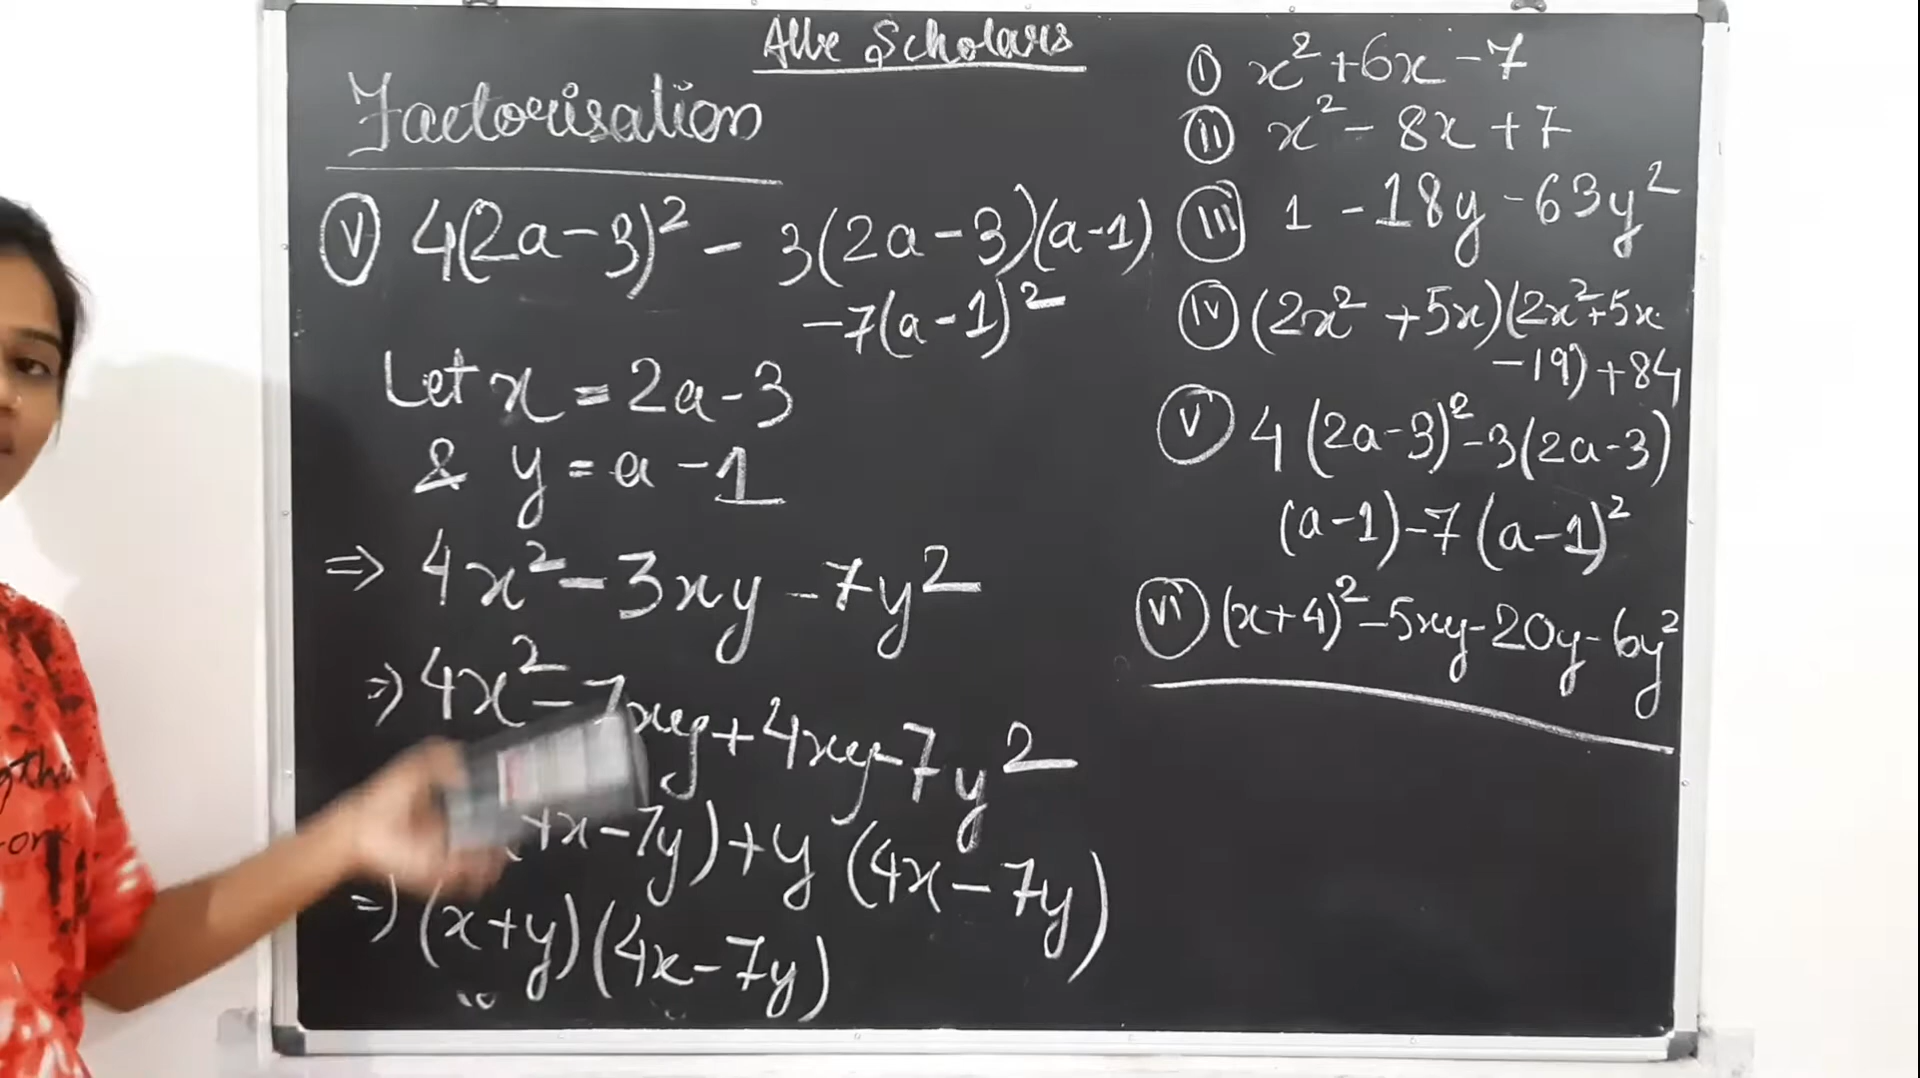 Alve Scholars
Factorisation
(v) 4(2a-3)² - 3(2a-3)(a-1)
-7(a-1)²
Let x = 2a-3
& y = a-1
⇒ 4x² - 3xy - 7y²
⇒ 4x² - 7xy + 4xy - 7y²
x-7y) + y (4x-7y)
⇒ (x+y)(4x-7y)
(i) x² + 6x - 7
(ii) x² - 8x + 7
(iii) 1 - 18y - 63y²
(iv) (2x² + 5x)(2x² + 5x
-19) + 84
(v) 4(2a-3)² - 3(2a-3)
(a-1) - 7(a-1)²
(vi) (x+4)² - 5xy - 20y - 6y²